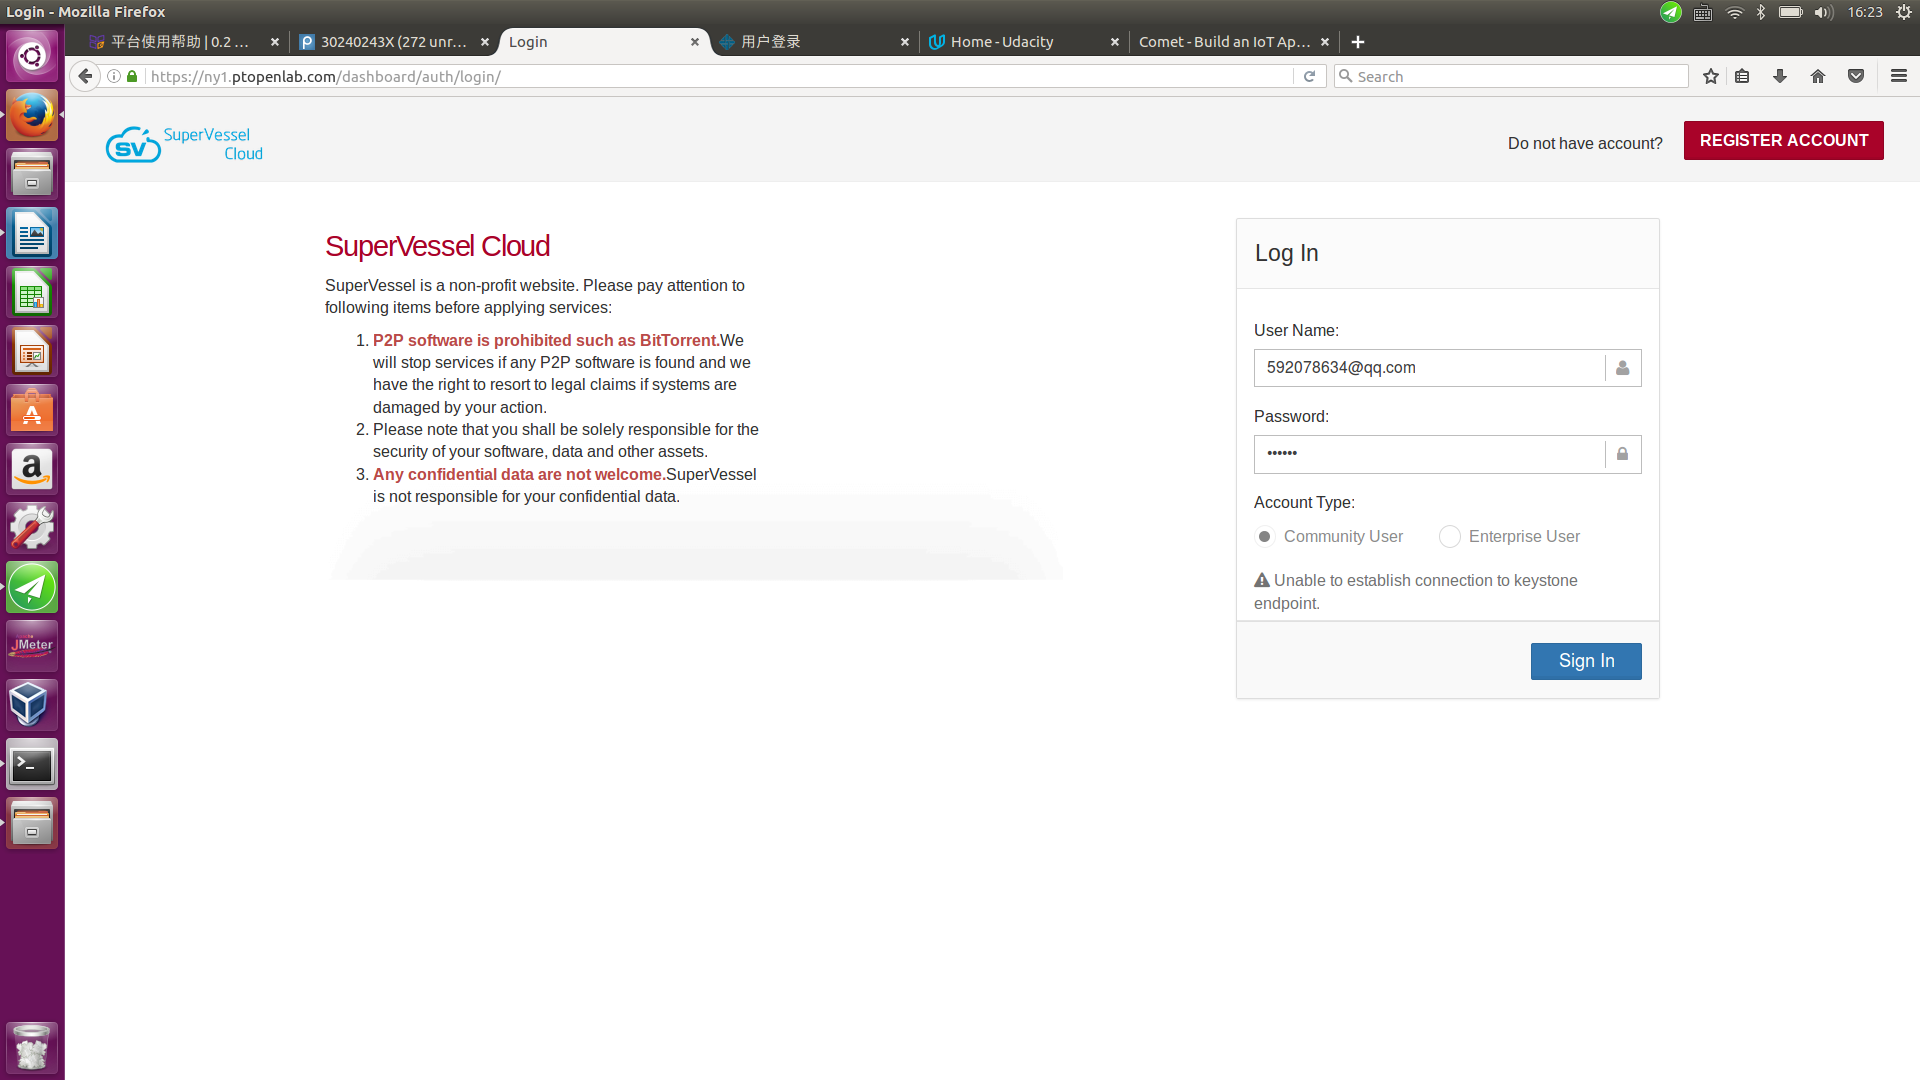 Login - Mozilla Firefox
16:23
平台使用帮助 | 0.2 ...
30240243X (272 unr...
Login
用户登录
Home - Udacity
Comet - Build an IoT Ap...
https://ny1.ptopenlab.com/dashboard/auth/login/
Search
SV SuperVessel
Cloud
Do not have account?
REGISTER ACCOUNT
SuperVessel Cloud
SuperVessel is a non-profit website. Please pay attention to
following items before applying services:
1. P2P software is prohibited such as BitTorrent.We
will stop services if any P2P software is found and we
have the right to resort to legal claims if systems are
damaged by your action.
2. Please note that you shall be solely responsible for the
security of your software, data and other assets.
3. Any confidential data are not welcome.SuperVessel
is not responsible for your confidential data.
Log In
User Name:
592078634@qq.com
Password:
••••••
Account Type:
Community User
Enterprise User
Unable to establish connection to keystone
endpoint.
Sign In
JMeter